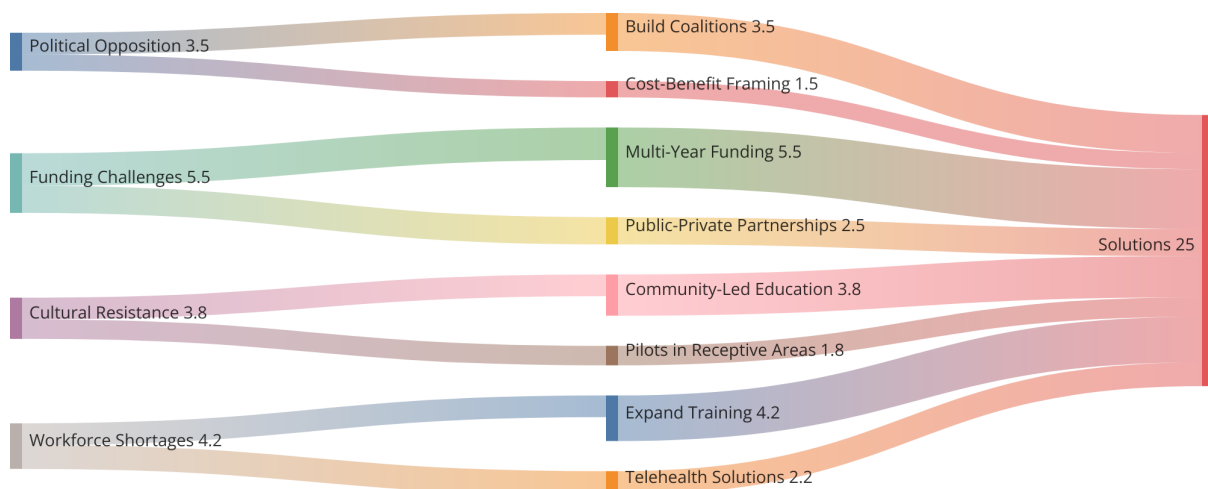 Political Opposition 3.5
Funding Challenges 5.5
Cultural Resistance 3.8
Workforce Shortages 4.2
Build Coalitions 3.5
Cost-Benefit Framing 1.5
Multi-Year Funding 5.5
Public-Private Partnerships 2.5
Community-Led Education 3.8
Pilots in Receptive Areas 1.8
Expand Training 4.2
Telehealth Solutions 2.2
Solutions 25